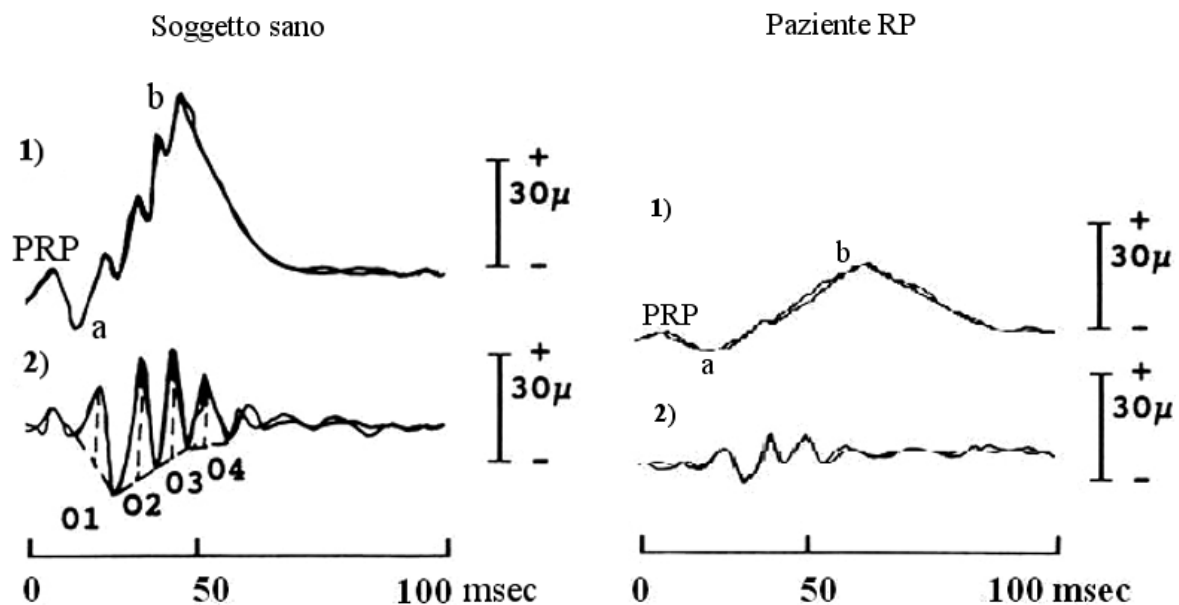 Soggetto sano
b
1)
+
30μ
-
PRP
a
2)
+
30μ
-
O1
O2
O3
O4
0 50 100 msec
Paziente RP
1)
b
+
30μ
-
PRP
a
2)
+
30μ
-
0 50 100 msec